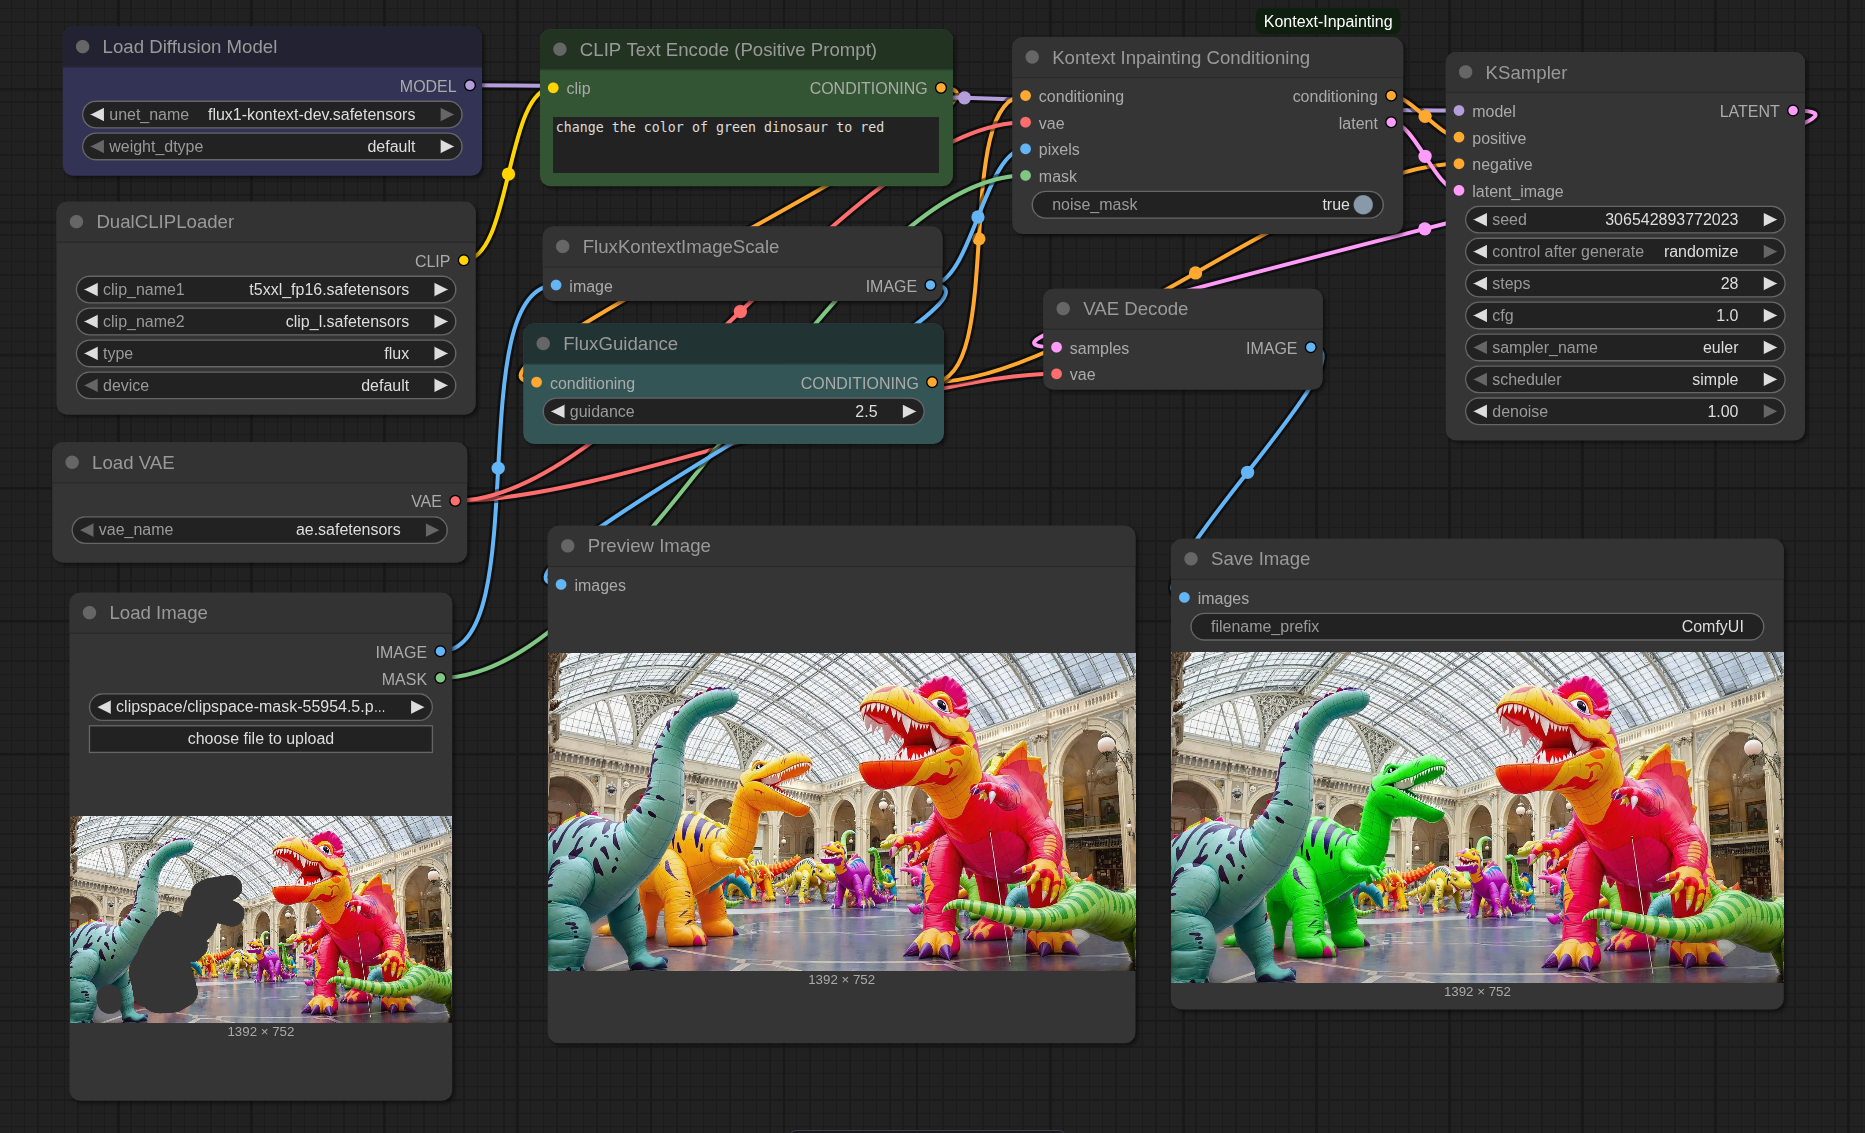 Kontext-Inpainting
Load Diffusion Model
MODEL
unet_name flux1-kontext-dev.safetensors
weight_dtype default
DualCLIPLoader
CLIP
clip_name1 t5xxl_fp16.safetensors
clip_name2 clip_l.safetensors
type flux
device default
Load VAE
VAE
vae_name ae.safetensors
Load Image
IMAGE
MASK
clipspace/clipspace-mask-55954.5.p...
choose file to upload
1392 × 752
CLIP Text Encode (Positive Prompt)
clip CONDITIONING
change the color of green dinosaur to red
FluxKontextImageScale
image IMAGE
FluxGuidance
conditioning CONDITIONING
guidance 2.5
Preview Image
images
1392 × 752
Kontext Inpainting Conditioning
conditioning conditioning
vae latent
pixels
mask
noise_mask true
VAE Decode
samples IMAGE
vae
KSampler
model LATENT
positive
negative
latent_image
seed 306542893772023
control after generate randomize
steps 28
cfg 1.0
sampler_name euler
scheduler simple
denoise 1.00
Save Image
images
filename_prefix ComfyUI
1392 × 752